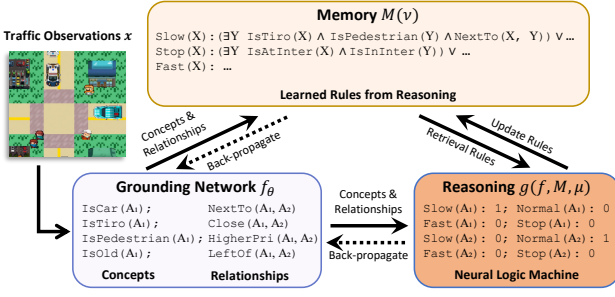 Traffic Observations x
Memory M(ν)
Slow(X):(∃Y IsTiro(X) ∧ IsPedestrian(Y) ∧ NextTo(X, Y)) ∨ …
Stop(X):(∃Y IsAtInter(X) ∧ IsInInter(Y)) ∨ …
Fast(X): …
Learned Rules from Reasoning
Concepts &
Relationships
Back-propagate
Update Rules
Retrieval Rules
Grounding Network fθ
IsCar(A₁); NextTo(A₁, A₂)
IsTiro(A₁); Close(A₁, A₂)
IsPedestrian(A₁); HigherPri(A₁, A₂)
IsOld(A₁); LeftOf(A₁, A₂)
Concepts Relationships
Concepts &
Relationships
Back-propagate
Reasoning g(f, M, μ)
Slow(A₁): 1; Normal(A₁): 0
Fast(A₁): 0; Stop(A₁): 0
Slow(A₂): 0; Normal(A₂): 1
Fast(A₂): 0; Stop(A₂): 0
Neural Logic Machine